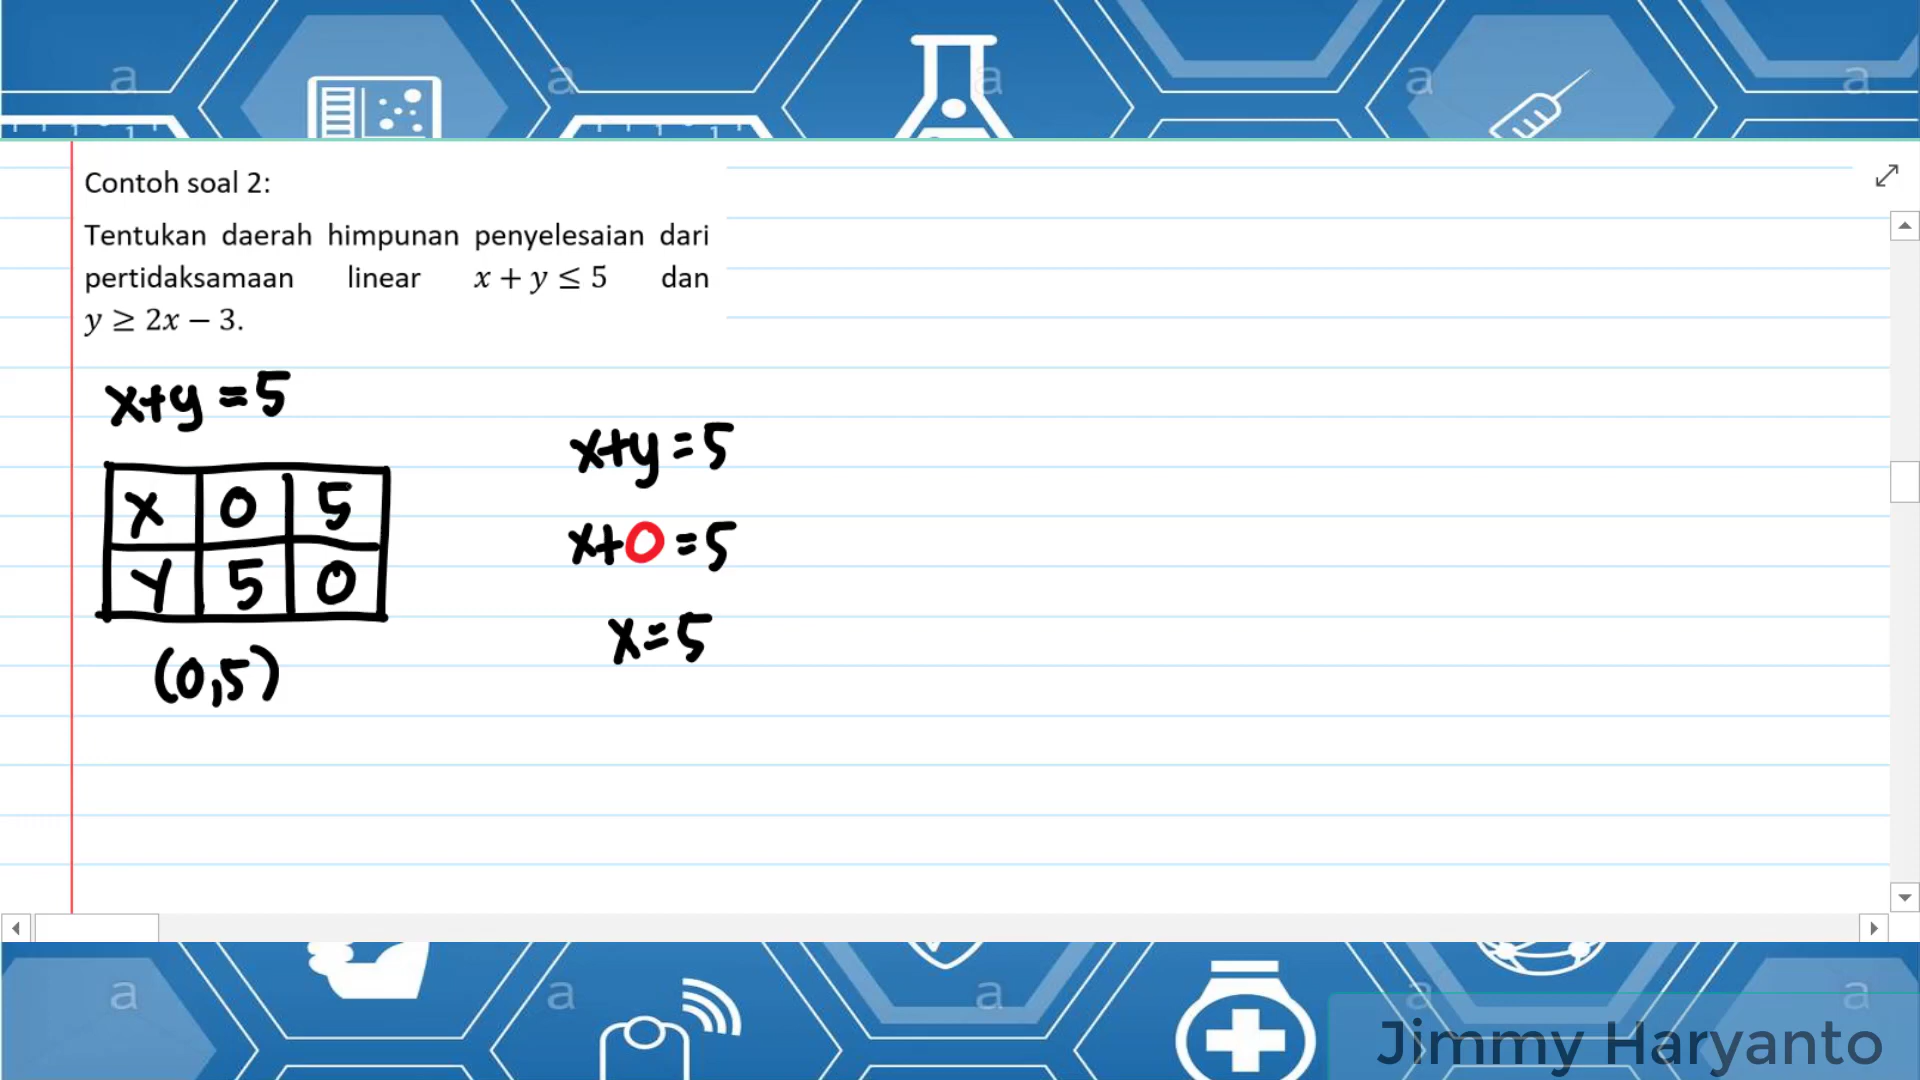 Contoh soal 2:
Tentukan daerah himpunan penyelesaian dari
pertidaksamaan linear x + y ≤ 5 dan
y ≥ 2x − 3.
x+y=5
X 0 5
Y 5 0
(0,5)
x+y=5
x+0=5
x=5
a a a a a
a a a a a
Jimmy Haryanto